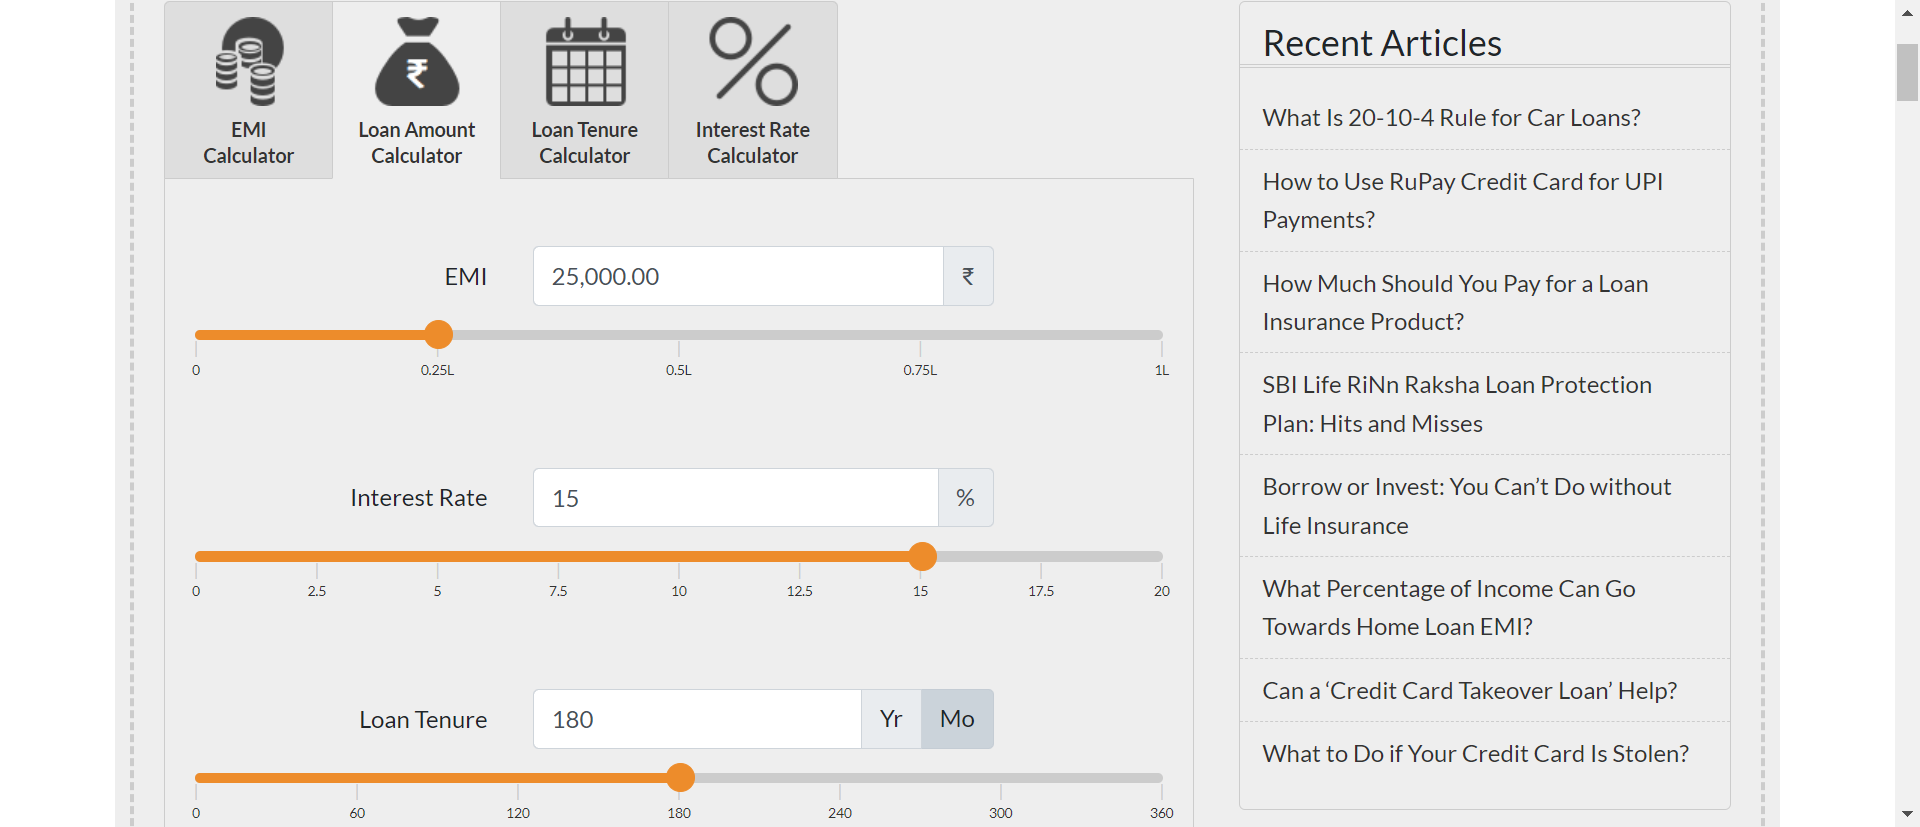 EMI
Calculator
Loan Amount
Calculator
Loan Tenure
Calculator
Interest Rate
Calculator
EMI
25,000.00
₹
0
0.25L
0.5L
0.75L
1L
Interest Rate
15
%
0
2.5
5
7.5
10
12.5
15
17.5
20
Loan Tenure
180
Yr
Mo
0
60
120
180
240
300
360
Recent Articles
What Is 20-10-4 Rule for Car Loans?
How to Use RuPay Credit Card for UPI
Payments?
How Much Should You Pay for a Loan
Insurance Product?
SBI Life RiNn Raksha Loan Protection
Plan: Hits and Misses
Borrow or Invest: You Can’t Do without
Life Insurance
What Percentage of Income Can Go
Towards Home Loan EMI?
Can a ‘Credit Card Takeover Loan’ Help?
What to Do if Your Credit Card Is Stolen?